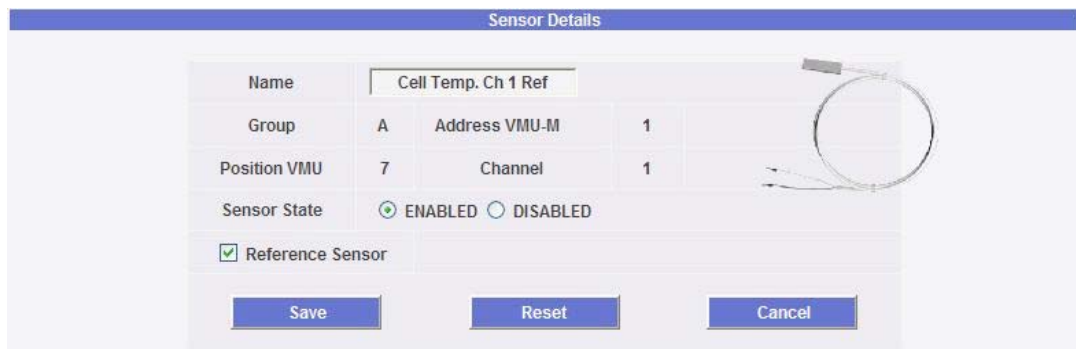 Sensor Details
Name Cell Temp. Ch 1 Ref
Group A Address VMU-M 1
Position VMU 7 Channel 1
Sensor State ENABLED DISABLED
Reference Sensor
Save Reset Cancel